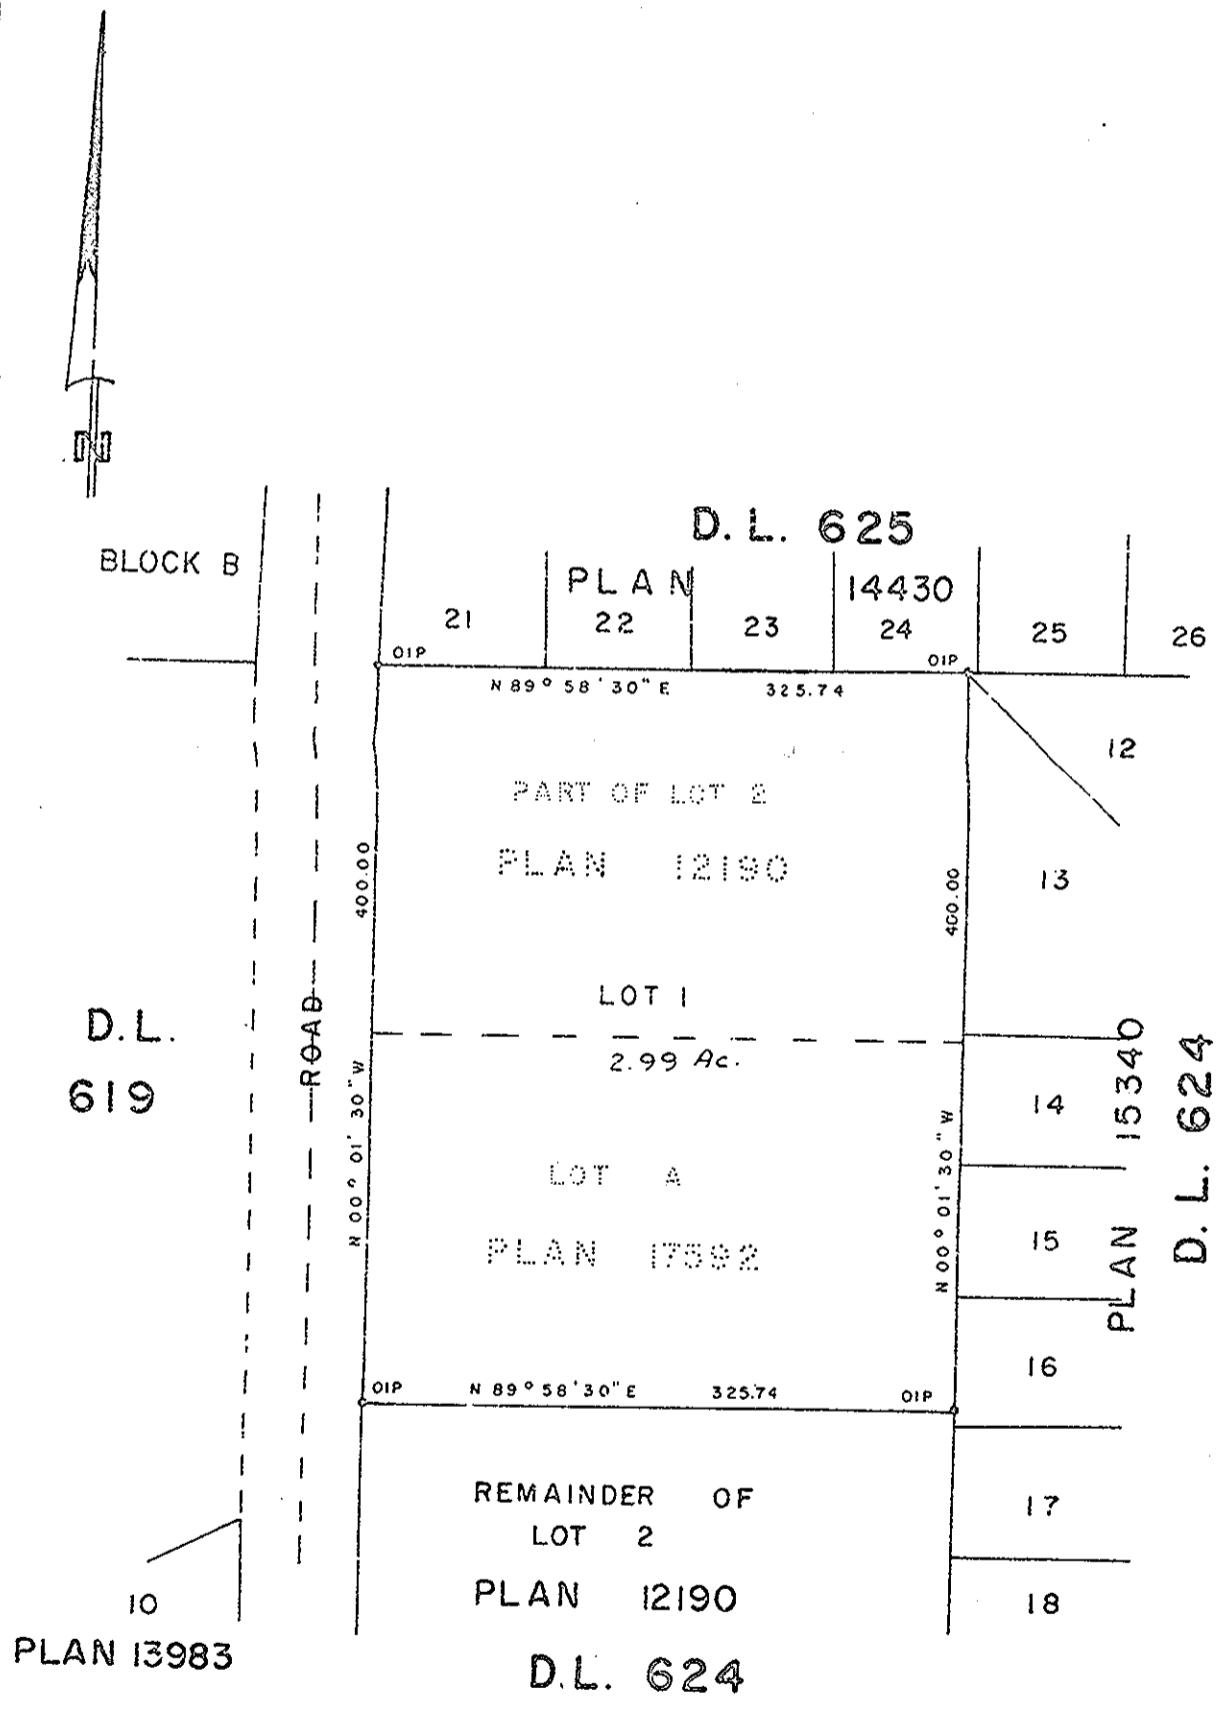 N
D.L. 625
BLOCK B
PLAN 14430
21 22 23 24 25 26
OIP OIP
N 89° 58' 30" E 325.74
12
PART OF LOT 2
PLAN 12190
400.00
400.00
13
LOT 1
2.99 Ac.
D.L.
619
ROAD
N 00° 01' 30" W
N 00° 01' 30" W
14
PLAN 15340
D.L. 624
LOT A
PLAN 17592
15
16
OIP N 89° 58' 30" E 325.74 OIP
REMAINDER OF
LOT 2
PLAN 12190
17
18
10
PLAN 13983
D.L. 624